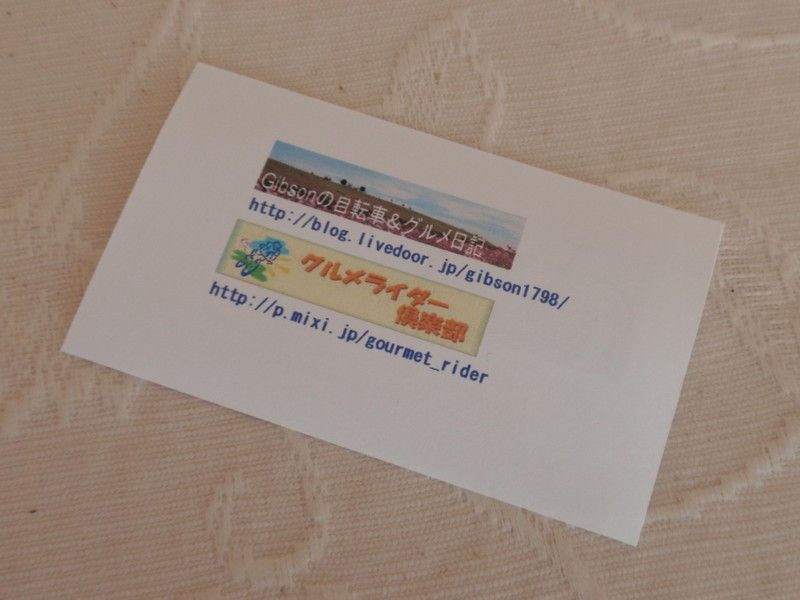 Gibsonの自転車&グルメ日記
http://blog.livedoor.jp/gibson1798/
グルメライダー
倶楽部
http://p.mixi.jp/gourmet_rider